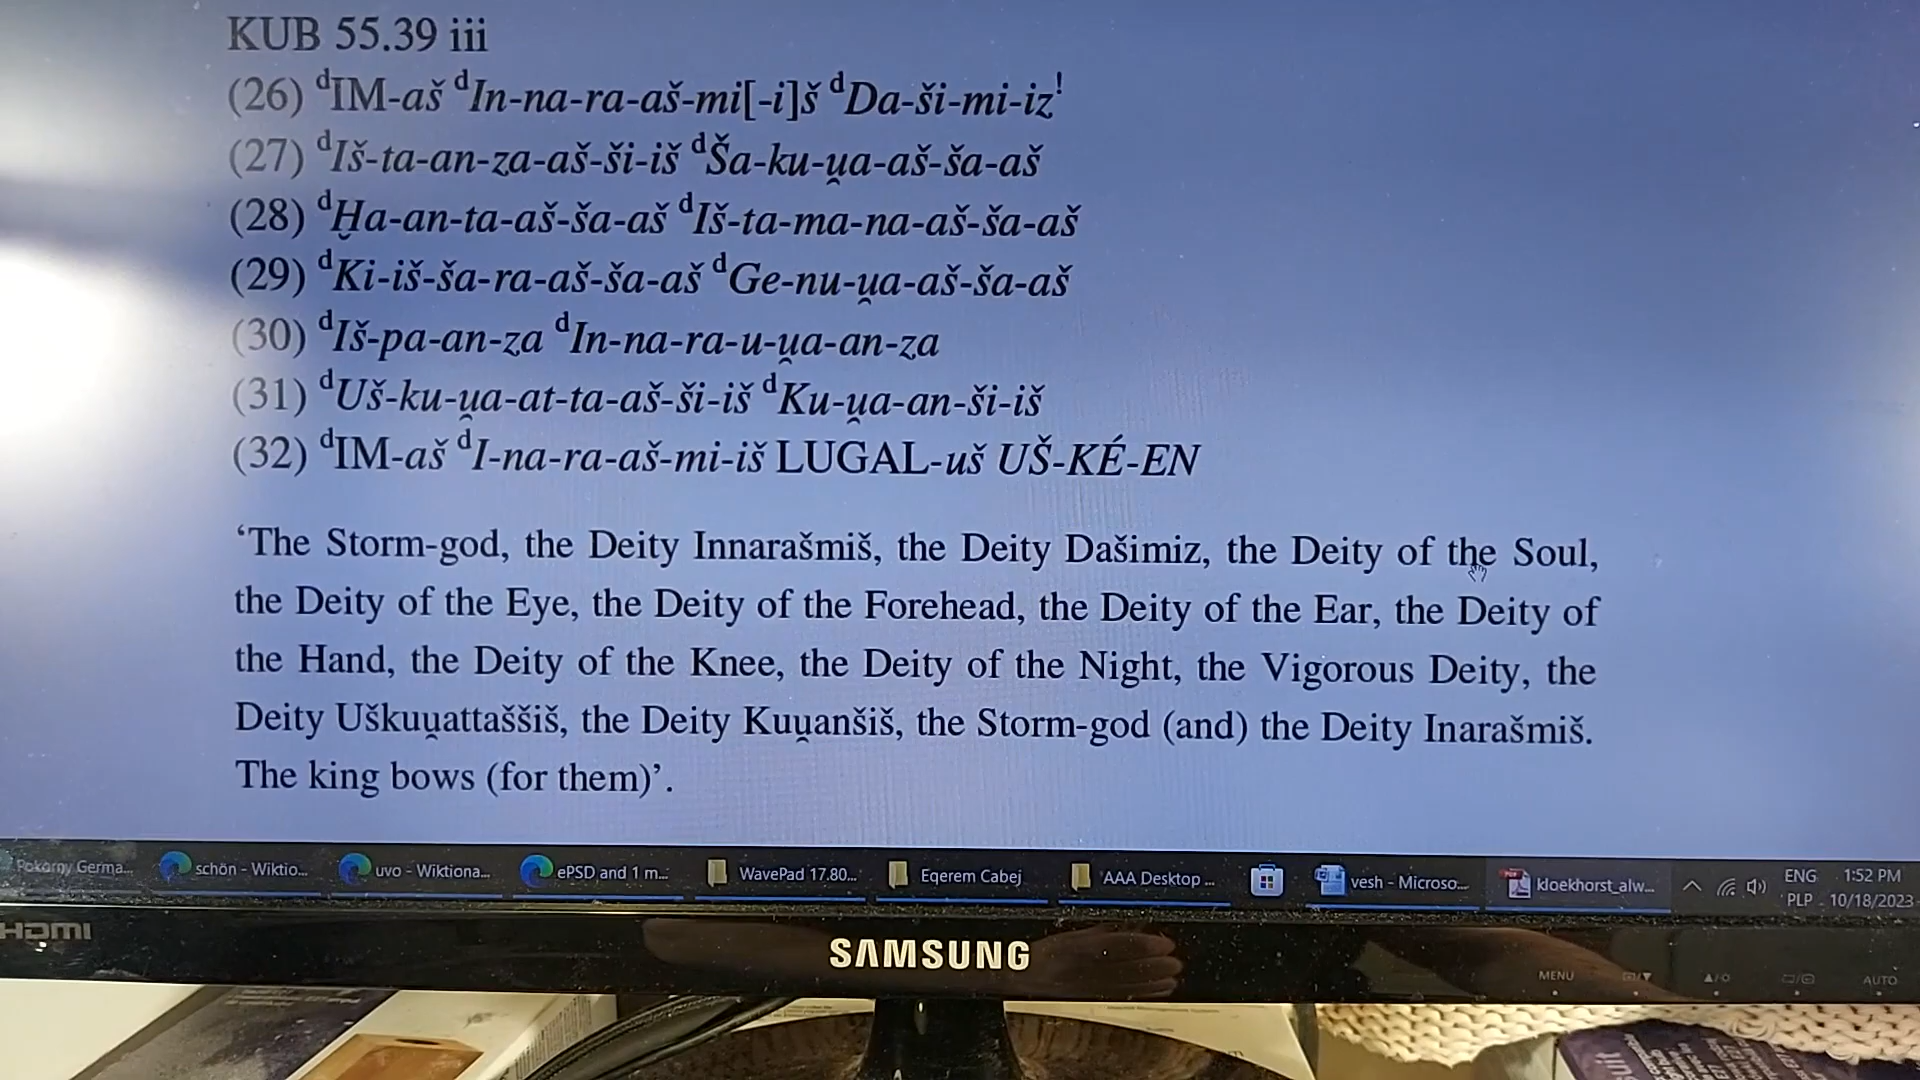 KUB 55.39 iii
(26) ᵈIM-aš ᵈIn-na-ra-aš-mi[-i]š ᵈDa-ši-mi-iz!
(27) ᵈIš-ta-an-za-aš-ši-iš ᵈŠa-ku-u̯a-aš-ša-aš
(28) ᵈḪa-an-ta-aš-ša-aš ᵈIš-ta-ma-na-aš-ša-aš
(29) ᵈKi-iš-ša-ra-aš-ša-aš ᵈGe-nu-u̯a-aš-ša-aš
(30) ᵈIš-pa-an-za ᵈIn-na-ra-u-u̯a-an-za
(31) ᵈUš-ku-u̯a-at-ta-aš-ši-iš ᵈKu-u̯a-an-ši-iš
(32) ᵈIM-aš ᵈI-na-ra-aš-mi-iš LUGAL-uš UŠ-KÉ-EN
‘The Storm-god, the Deity Innarašmiš, the Deity Dašimiz, the Deity of the Soul,
the Deity of the Eye, the Deity of the Forehead, the Deity of the Ear, the Deity of
the Hand, the Deity of the Knee, the Deity of the Night, the Vigorous Deity, the
Deity Uškuu̯attaššiš, the Deity Kuu̯anšiš, the Storm-god (and) the Deity Inarašmiš.
The king bows (for them)’.
Pokorny Germa... schön - Wiktio... uvo - Wiktiona... ePSD and 1 m... WavePad 17.80... Eqerem Cabej AAA Desktop ... vesh - Microso... kloekhorst_alw... ENG 1:52 PM
PLP 10/18/2023
HDMI SAMSUNG MENU AUTO